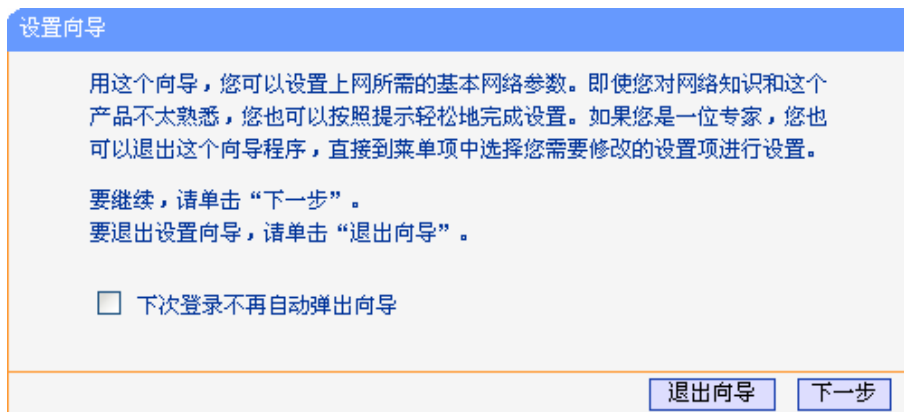 设置向导
用这个向导，您可以设置上网所需的基本网络参数。即使您对网络知识和这个
产品不太熟悉，您也可以按照提示轻松地完成设置。如果您是一位专家，您也
可以退出这个向导程序，直接到菜单项中选择您需要修改的设置项进行设置。
要继续，请单击“下一步”。
要退出设置向导，请单击“退出向导”。
下次登录不再自动弹出向导
退出向导 下一步